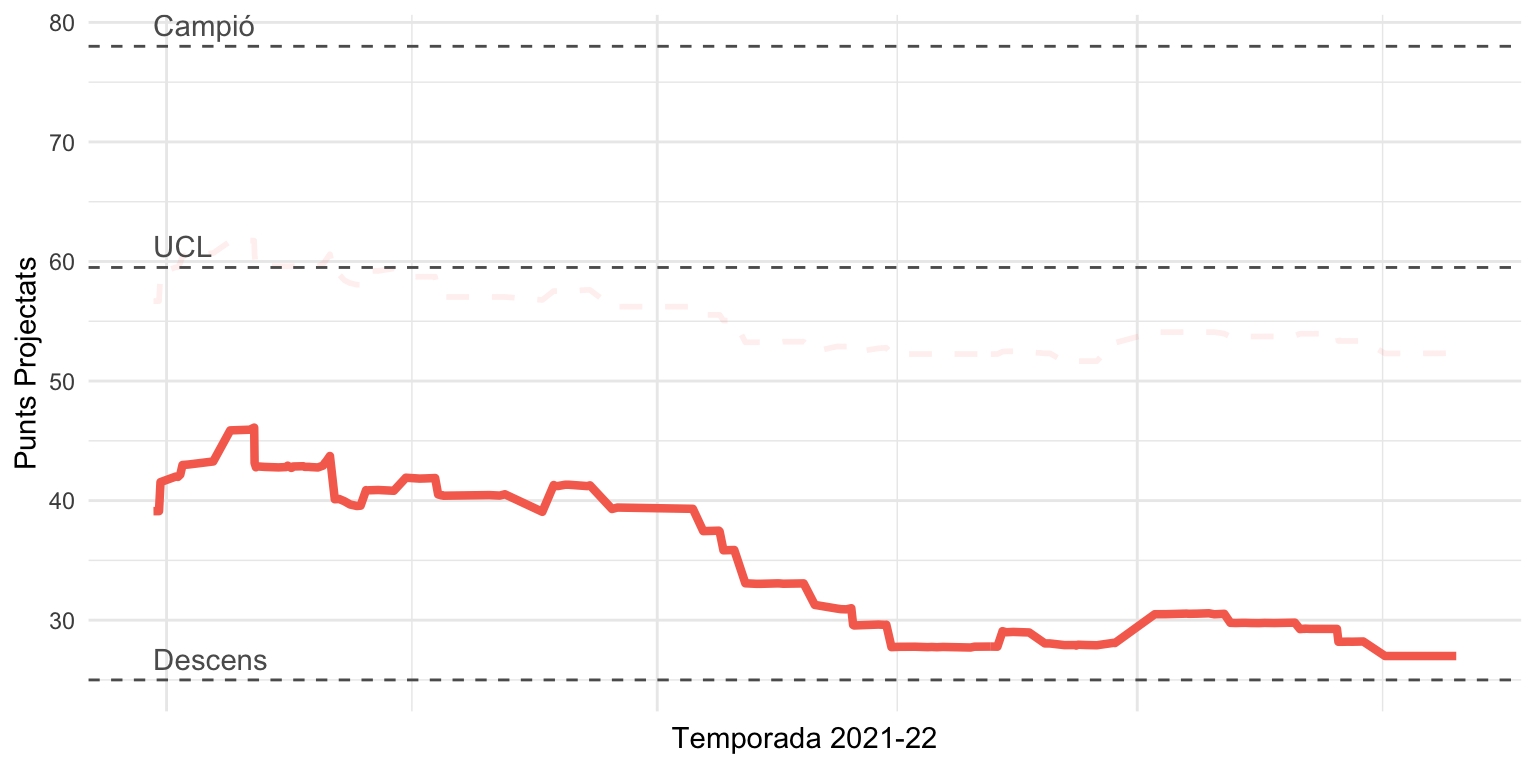 Campió
UCL
Descens
80
70
60
50
40
30
Punts Projectats
Temporada 2021-22